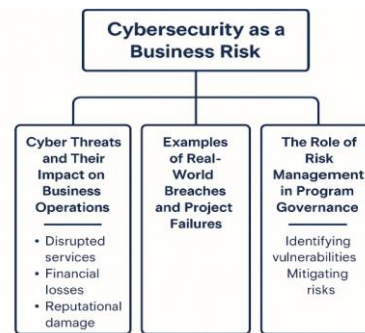 Cybersecurity as a
Business Risk
Cyber Threats
and Their
Impact on
Business
Operations
• Disrupted
services
• Financial
losses
• Reputational
damage
Examples
of Real-
World
Breaches
and Project
Failures
The Role of
Risk
Management
in Program
Governance
Identifying
vulnerabilities
Mitigating
risks